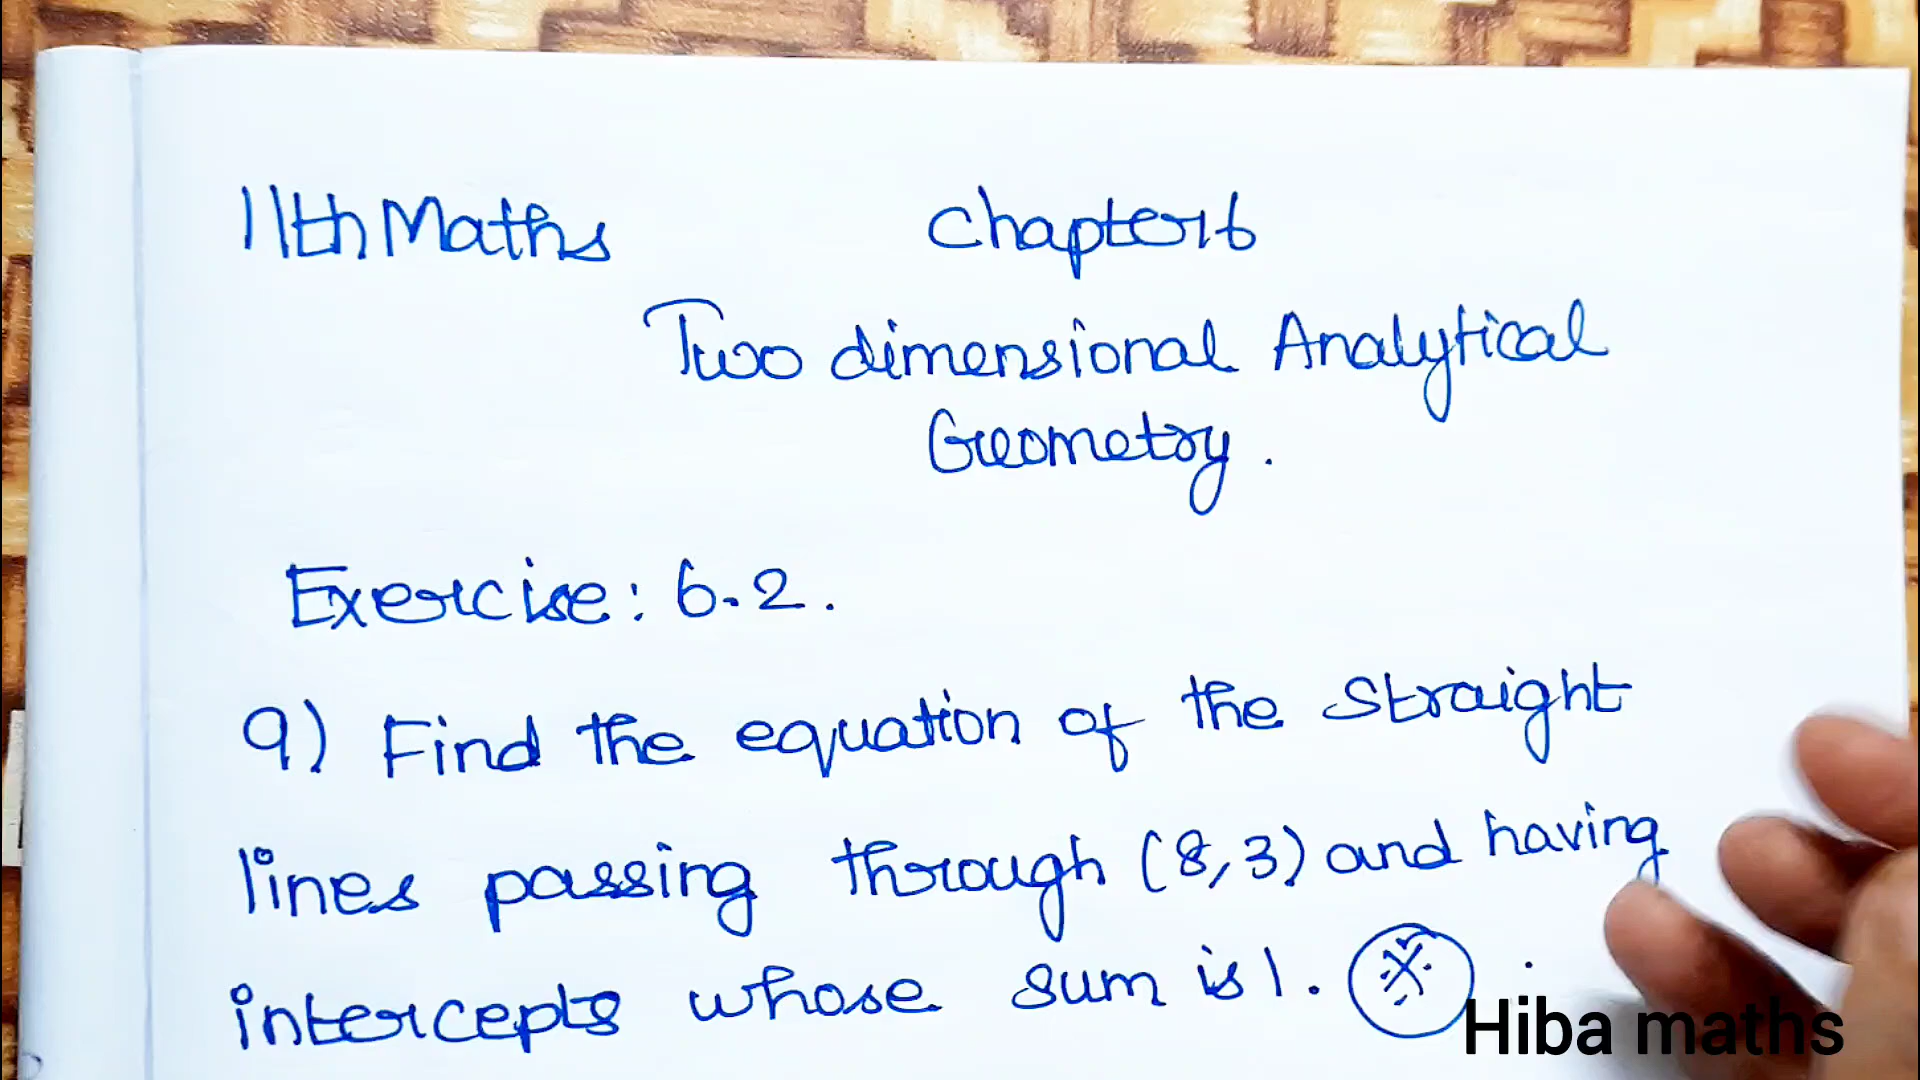 11th Maths Chapter 6
Two dimensional Analytical
Geometry.
Exercise: 6.2.
9) Find the equation of the straight
lines passing through (8,3) and having
intercepts whose sum is 1.
Hiba maths